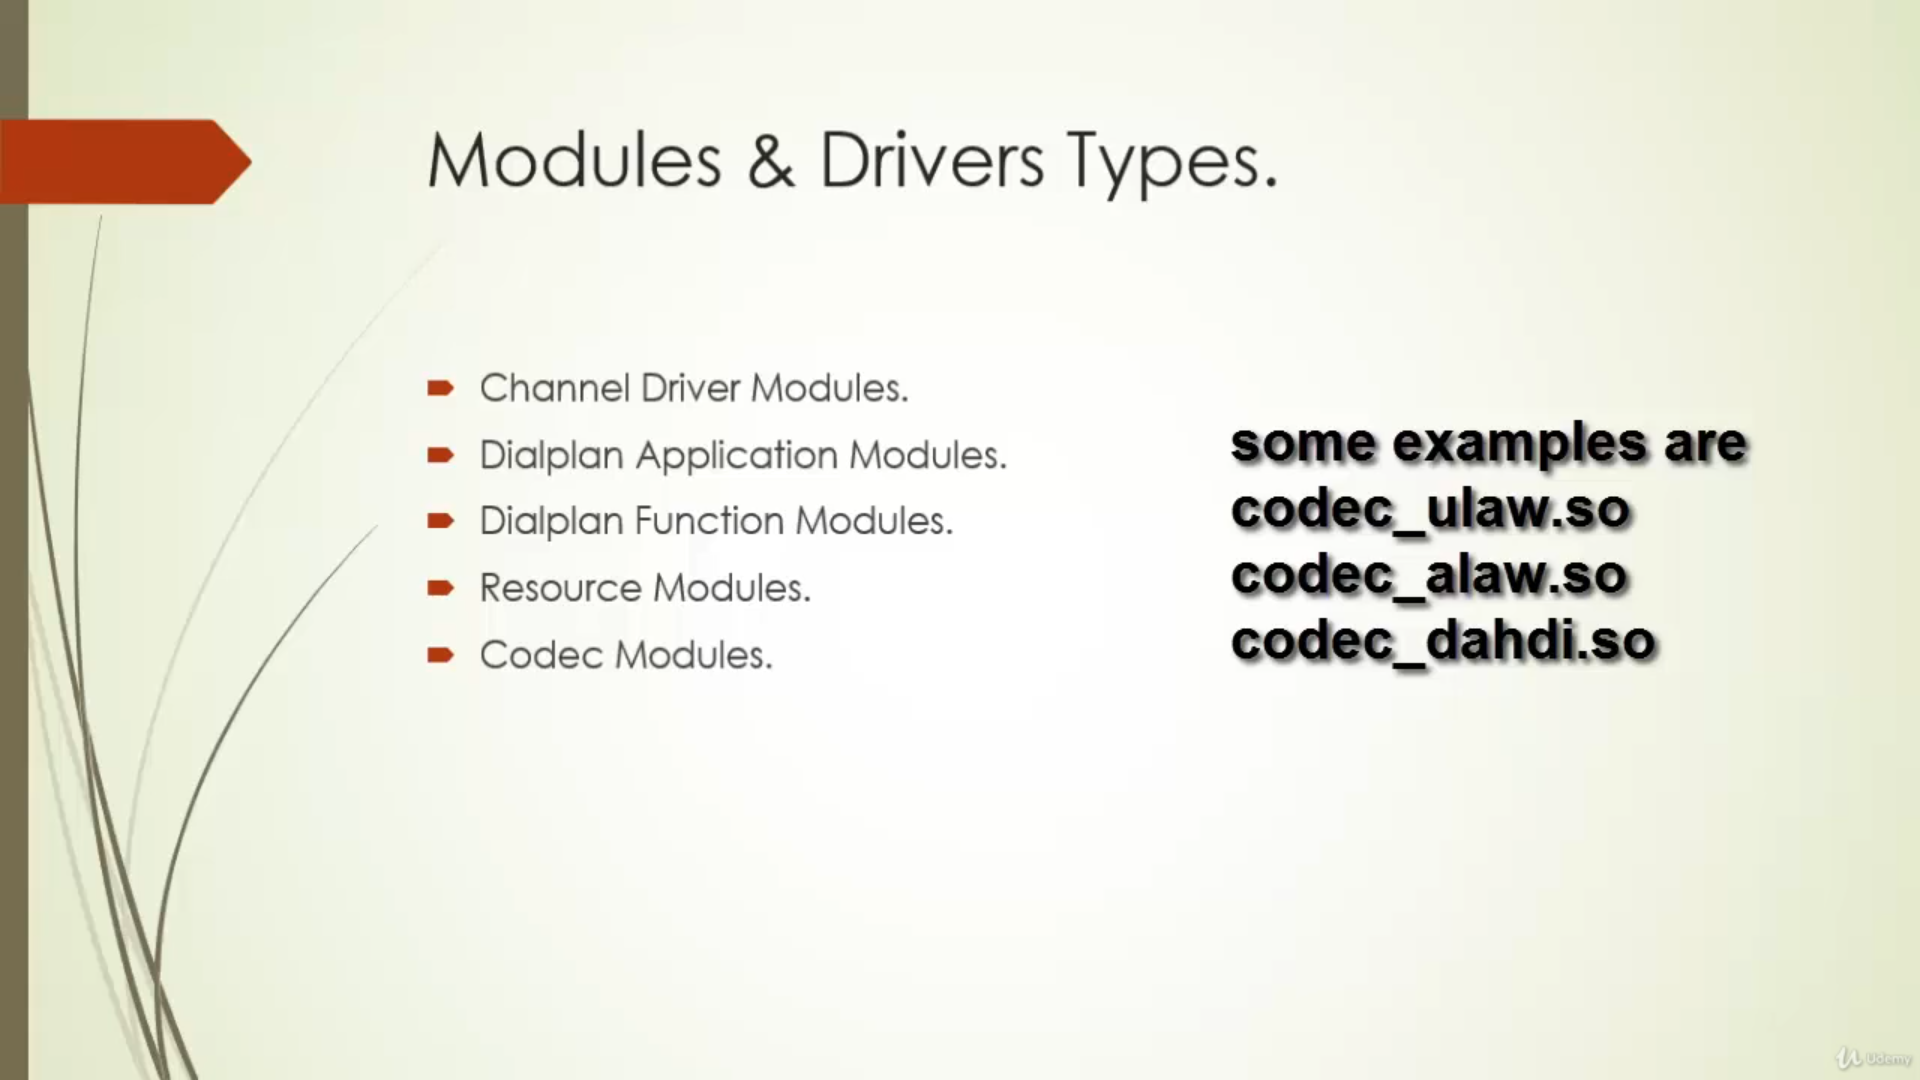 Modules & Drivers Types.
Channel Driver Modules.
Dialplan Application Modules.
Dialplan Function Modules.
Resource Modules.
Codec Modules.
some examples are
codec_ulaw.so
codec_alaw.so
codec_dahdi.so
Udemy